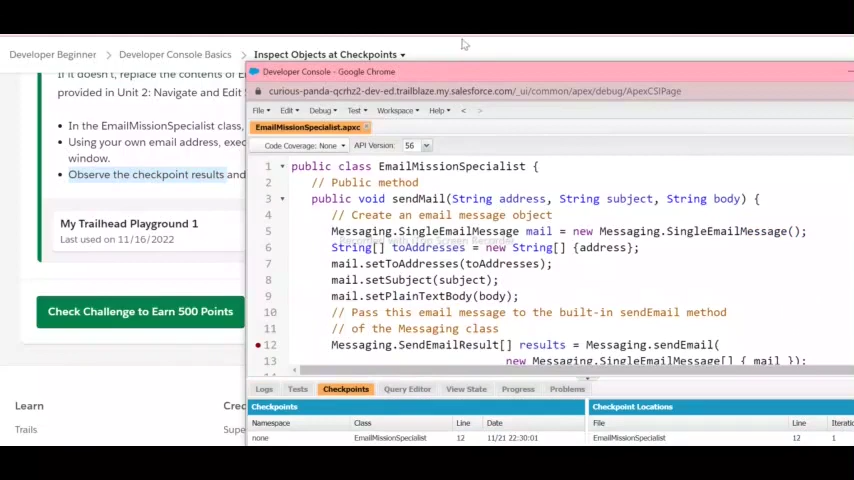 Developer Beginner > Developer Console Basics > Inspect Objects at Checkpoints
If it doesn't, replace the contents of E
provided in Unit 2: Navigate and Edit
In the EmailMissionSpecialist class,
Using your own email address, exec
window.
Observe the checkpoint results and
My Trailhead Playground 1
Last used on 11/16/2022
Check Challenge to Earn 500 Points
Learn
Trails
Cred
Supe
Developer Console - Google Chrome
curious-panda-qcrhz2-dev-ed.trailblaze.my.salesforce.com/_ui/common/apex/debug/ApexCSIPage
File Edit Debug Test Workspace Help < >
EmailMissionSpecialist.apxc
Code Coverage: None API Version: 56
1 public class EmailMissionSpecialist {
2 // Public method
3 public void sendMail(String address, String subject, String body) {
4 // Create an email message object
5 Messaging.SingleEmailMessage mail = new Messaging.SingleEmailMessage();
6 String[] toAddresses = new String[] {address};
7 mail.setToAddresses(toAddresses);
8 mail.setSubject(subject);
9 mail.setPlainTextBody(body);
10 // Pass this email message to the built-in sendEmail method
11 // of the Messaging class
12 Messaging.SendEmailResult[] results = Messaging.sendEmail(
13 new Messaging.SingleEmailMessage[] { mail });
Logs Tests Checkpoints Query Editor View State Progress Problems
Checkpoints
Namespace Class Line Date
none EmailMissionSpecialist 12 11/21 22:30:01
Checkpoint Locations
File Line Iteratio
EmailMissionSpecialist 12 1